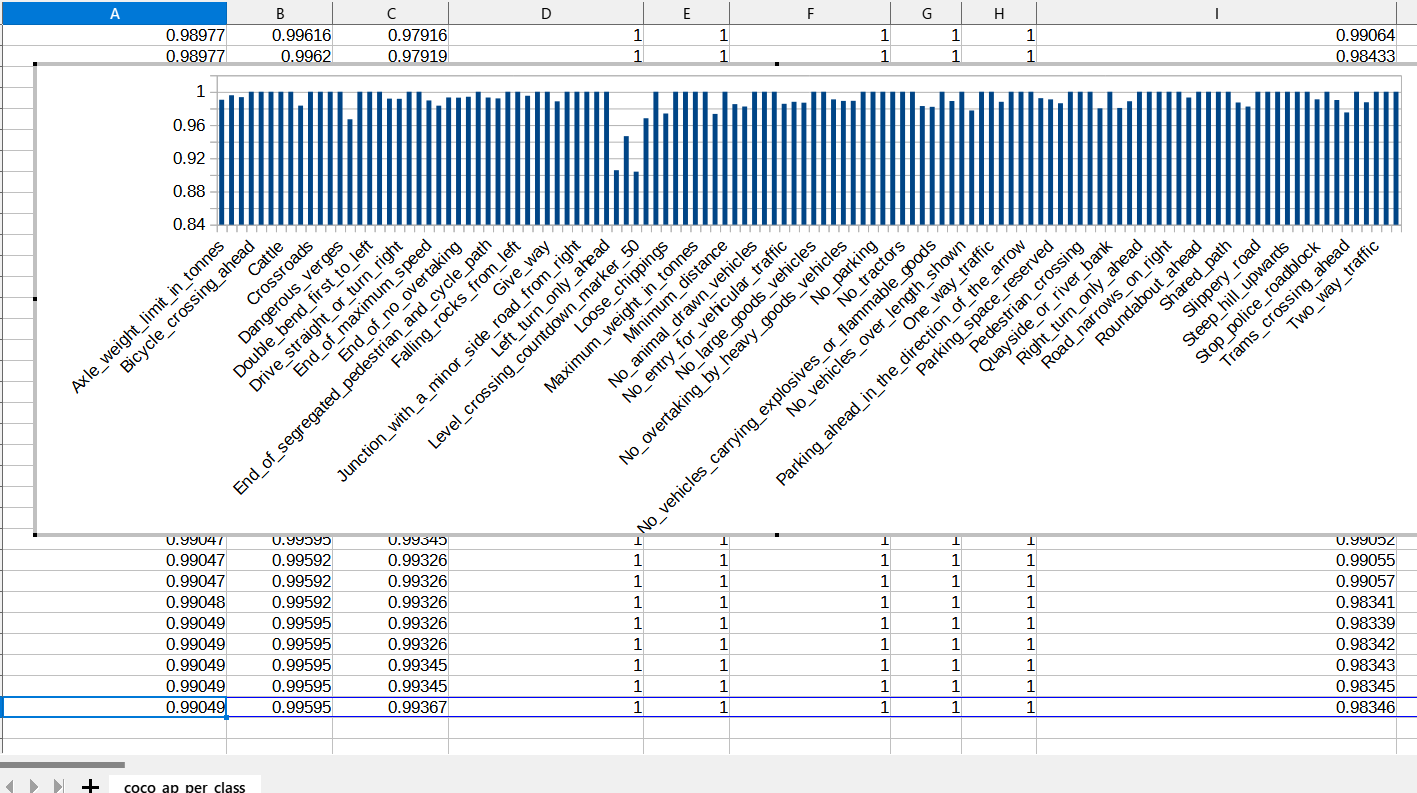 A B C D E F G H I
0.98977 0.99616 0.97916 1 1 1 1 1 0.99064
0.98977 0.9962 0.97919 1 1 1 1 1 0.98433
1
0.96
0.92
0.88
0.84
Axle_weight_limit_in_tonnes
Bicycle_crossing_ahead
Cattle
Crossroads
Dangerous_verges
Double_bend_first_to_left
Drive_straight_or_turn_right
End_of_maximum_speed
End_of_no_overtaking
End_of_segregated_pedestrian_and_cycle_path
Falling_rocks_from_left
Give_way
Junction_with_a_minor_side_road_from_right
Left_turn_only_ahead
Level_crossing_countdown_marker_50
Loose_chippings
Maximum_weight_in_tonnes
Minimum_distance
No_animal_drawn_vehicles
No_entry_for_vehicular_traffic
No_large_goods_vehicles
No_overtaking_by_heavy_goods_vehicles
No_parking
No_tractors
No_vehicles_carrying_explosives_or_flammable_goods
No_vehicles_over_length_shown
One_way_traffic
Parking_ahead_in_the_direction_of_the_arrow
Parking_space_reserved
Pedestrian_crossing
Quayside_or_river_bank
Right_turn_only_ahead
Road_narrows_on_right
Roundabout_ahead
Shared_path
Slippery_road
Steep_hill_upwards
Stop_police_roadblock
Trams_crossing_ahead
Two_way_traffic
0.99047 0.99595 0.99345 1 1 1 1 1 0.99052
0.99047 0.99592 0.99326 1 1 1 1 1 0.99055
0.99047 0.99592 0.99326 1 1 1 1 1 0.99057
0.99048 0.99592 0.99326 1 1 1 1 1 0.98341
0.99049 0.99595 0.99326 1 1 1 1 1 0.98339
0.99049 0.99595 0.99326 1 1 1 1 1 0.98342
0.99049 0.99595 0.99345 1 1 1 1 1 0.98343
0.99049 0.99595 0.99345 1 1 1 1 1 0.98345
0.99049 0.99595 0.99367 1 1 1 1 1 0.98346
coco_ap_per_class